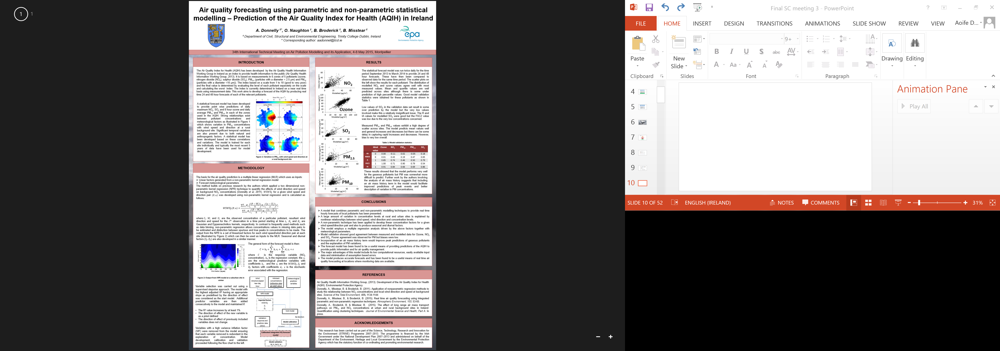 1 1
Air quality forecasting using parametric and non-parametric statistical
modelling – Prediction of the Air Quality Index for Health (AQIH) in Ireland
A. Donnelly ¹*, O. Naughton ¹, B. Broderick ¹, B. Misstear ¹
¹ Department of Civil, Structural and Environmental Engineering, Trinity College Dublin, Ireland
* Corresponding author: aadonnel@tcd.ie
epa
Environmental Protection Agency
34th International Technical Meeting on Air Pollution Modelling and its Application, 4-8 May 2015, Montpellier
INTRODUCTION
The Air Quality Index for Health (AQIH) has been developed by the Air Quality Health Information
Working Group in Ireland as an index to provide health information to the public (Air Quality Health
Information Working Group, 2013). It is based on measurements in 6 zones of 5 pollutants (ozone,
nitrogen dioxide (NO₂), sulphur dioxide (SO₂), PM₂.₅ (particles with a diameter < 2.5 µm) and PM₁₀
(particles with a diameter <10 µm)). The index based on a scale from 1 to 10 (good to very poor)
and the final value is determined by evaluating the level of each pollutant separately on the scale
and calculating the worst index. The index is currently determined in Ireland on a near real time
basis using measurement data. This work aims to develop a forecast of the AQIH by producing real
time 24 and 48 hour forecasts of each of the relevant pollutants.
A statistical forecast model has been developed
to provide point wise predictions of daily
maximum NO₂, SO₂ and 8 hour ozone and daily
average PM₁₀ and PM₂.₅ in each of the zones
used in the AQIH. Strong relationships exist
between pollutant concentrations and
meteorological factors as illustrated in Figure 1
which shows variation in PM₁₀ concentrations
with wind speed and direction at a rural
background site. Significant temporal variations
are also present due to both natural and
anthropogenic factors. A statistical model has
been developed based on these correlations
and variations. The model is trained for each
site individually and typically the most recent 5
years of data have been used for model
development.
Figure 1: Variation in PM₁₀ with wind speed and direction at
a rural background site
METHODOLOGY
The basis for the air quality prediction is a multiple linear regression (MLR) which uses as inputs:
➢ Linear factors generated from a non-parametric kernel regression model
➢ Forecast meteorological parameters.
The method builds on previous research by the authors which applied a two dimensional non-
parametric kernel regression (NPR) technique to quantify the effects of wind direction and speed
on background NO₂ concentrations (Donnelly et al, 2011). WSWD_f for a given wind speed and
direction pair (ϑ, u) was developed using non-parametric kernel regression and is calculated as
follows:
where C_i, W_i and U_i are the observed concentration of a particular pollutant, resultant wind
direction and speed for the i^th observation in a time period starting at time t_i. K₁ and K₂ are
Gaussian and Eppannechnikov kernels, respectively. In contrast to frequently used methods such
as data binning, non-parametric regression allows concentrations values in missing data pairs to
be estimated and distinction between spurious and true peaks in concentrations to be made. The
output from the NPR is a set of linearized factors for each wind speed/wind direction pair at each
site (illustrated by Figure 2) which can then be used as inputs to the MLR. Seasonal and diurnal
factors (S_f, D_f) are also developed in a similar manner.
The general form of the forecast model is then:
where C is the response variable (NO₂
concentration), b₀ is the regression constant, the x_i
are the meteorological predictor variables with
coefficients b_i, and the y_i are the WSWD_f, S_f and
D_f factors with coefficients d_i. ε is the stochastic
error associated with the regression.
Figure 2: Output from NPR model at a suburban site in
winter
Variable selection was carried out using a
supervised stepwise approach. The model with
the highest adjusted R² having an appropriate
slope as predefined by the direction of effect
was considered as the start model. Additional
predictor variables are then added
consecutively to the model and maintained if:
• The R² value increases by at least 1%
• The direction of effect of the new variable is
as a priori defined
• The direction of effect of previously included
variables does not change.
Variables with a high variance inflation factor
(VIF) were removed from the model ensuring
that each variable removed is redundant in the
explanation of concentration. Model
development, calibration and validation
proceeded following the flow chart to the left.
Wind
Direction/Speed
Year-day
Hour
Pollutant
concentrations
Calibration data
set (2007-2011)
Meteorological
predictor
variables
NPR model
Exported factors
WSWD_f
S_f
D_f
MLR model
Re-iteration
Validation
response and
predictor data
(2012)
Model calibration
Accepted Rejected
Calibrated integrated AQ forecast
model
Model validation
FB, R, FAC2, IA
RESULTS
NO₂
Ozone
SO₂
PM₂.₅
PM₁₀
Modelled (µg/m³)
Measured (µg/m³)
The statistical forecast model was run twice daily for the time
period September 2013 to March 2014 to provide 24 and 48
hour forecasts. These have then been compared to
observed data for the same time period. The scatter plots on
the left show the results for each pollutant. The distribution of
modelled NO₂ and ozone values agree well with most
measured values. Mean and quartile values are well
predicted across sites although there is some under
prediction of high percentile values. Good model validation
statistics were obtained for these pollutants as shown in
Table 1.
Low values of SO₂ in the validation data set result in some
over prediction by the model but the very low values
involved make this a relatively insignificant issue. The R and
IA values for modelled SO₂ were good but the FAC2 value
was low due to the very low concentrations concerned.
Measured PM₁₀ and PM₂.₅ values exhibit a high degree of
scatter across sites. The model predicts mean values well
and general increases and decreases but there can be some
delay in capturing rapid increases and decreases. However,
bias is very low overall.
Table 1: Model validation statistics
Ideal value Ozone NO₂ PM₁₀ PM₂.₅ SO₂
FB 0 0.00 -0.11 0.02 -0.05 0.18
NMSE 0 0.01 0.43 0.19 0.47 0.65
R 1 0.85 0.74 0.46 0.50 0.79
FAC2 1 1.00 0.71 0.90 0.79 0.54
IA 1 0.91 0.84 0.66 0.69 0.86
These results showed that the model performs very well
for the gaseous pollutants but PM was somewhat more
difficult to predict. Further work by the authors involving
the analysis of air mass history suggests that including
an air mass history term in the model would facilitate
improved predictions of peak events and better
description of variation in PM concentrations.
CONCLUSIONS
➢ A model that combines parametric and non-parametric modelling techniques to provide real time
hourly forecasts of local pollutants has been presented.
➢ A large amount of variation in concentration levels at rural and urban sites is explained by
nonlinear relationships between wind speed, wind direction and concentration levels.
➢ A non-parametric technique has been applied to develop linear concentration factors for a given
wind speed/direction pair and also to produce seasonal and diurnal factors.
➢ The model employs a multiple regression analysis driven by the above factors together with
meteorological parameters.
➢ Model validation showed good agreement between measured and modelled data for Ozone, NO₂
and SO₂. Poorer agreement was observed for PM but biases were low.
➢ Incorporation of an air mass history term would improve peak predictions of gaseous pollutants
and the explanation of PM variations.
➢ The forecast model has been found to be a useful means of providing predictions of the AQIH to
provide public information and for air quality management.
➢ The major advantages of this model include its low computational resources, easily available input
data and minimisation of assumption based errors.
➢ The model produces accurate forecasts and has been found to be a useful means of real time air
quality forecasting at locations where monitoring data are available.
REFERENCES
Air Quality Health Information Working Group, (2013). Development of the Air Quality Index for Health
(AQIH). Environmental Protection Agency
Donnelly, A., Misstear, B. & Broderick, B. (2011). Application of nonparametric regression methods to
study the relationship between NO₂ concentrations and local wind direction and speed at background
sites. Science of the Total Environment, 409, 1134-1144
Donnelly, A., Misstear, B., & Broderick, B. (2015). Real time air quality forecasting using integrated
parametric and non-parametric regression techniques. Atmospheric Environment, 103, 53-65.
Donnelly, A., Broderick, B. & Misstear, B. (2015). The effect of long range air mass transport
pathways on PM₁₀ and NO₂ concentrations at urban and rural background sites in Ireland:
Quantification using clustering techniques. Journal of Environmental Science and Health, Part A. In
press.
ACKNOWLEDGEMENTS
This research has been carried out as part of the Science, Technology, Research and Innovation for
the Environment (STRIVE) Programme 2007–2013. The programme is financed by the Irish
Government under the National Development Plan 2007–2013 and administered on behalf of the
Department of the Environment, Heritage and Local Government by the Environmental Protection
Agency which has the statutory function of co-ordinating and promoting environmental research.
Final SC meeting 3 - PowerPoint
FILE HOME INSERT DESIGN TRANSITIONS ANIMATIONS SLIDE SHOW REVIEW VIEW Aoife D...
Paste
New
Slide
9+
B I U S abc AV
A Aa A A
Drawing Editing
Clipboard Slides Font Paragraph
4
5
6
7
8
9
10
Animation Pane
Play All
SLIDE 10 OF 52 ENGLISH (IRELAND) NOTES COMMENTS 31%